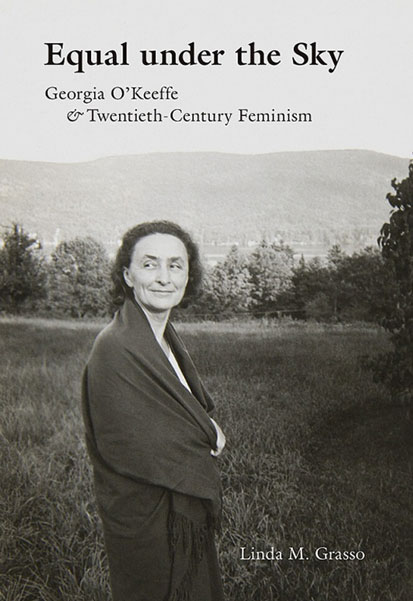 Equal under the Sky
Georgia O'Keeffe
& Twentieth-Century Feminism
Linda M. Grasso